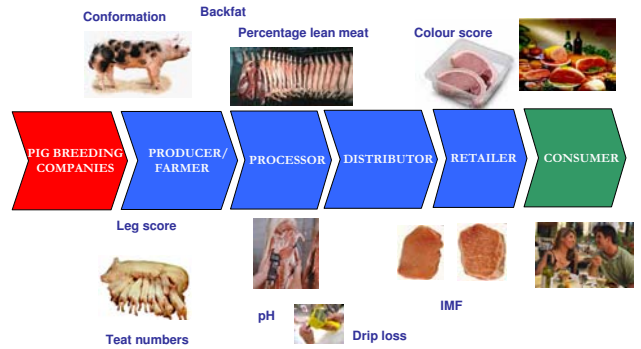 Conformation
Backfat
Percentage lean meat
Colour score
PIG BREEDING
COMPANIES
PRODUCER/
FARMER
PROCESSOR
DISTRIBUTOR
RETAILER
CONSUMER
Leg score
Teat numbers
pH
Drip loss
IMF